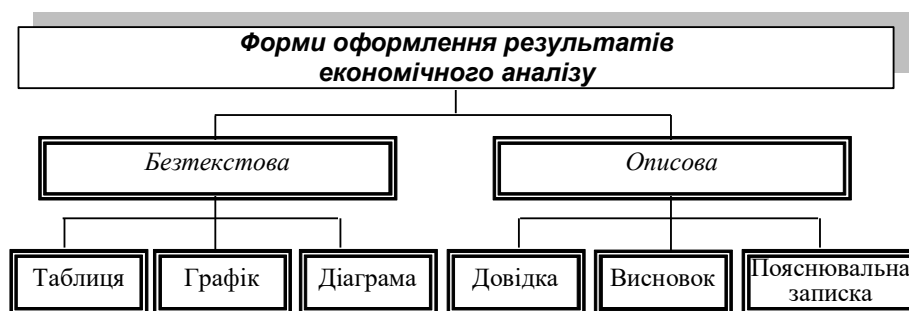 Форми оформлення результатів
економічного аналізу
Безтекстова
Описова
Таблиця
Графік
Діаграма
Довідка
Висновок
Пояснювальна
записка